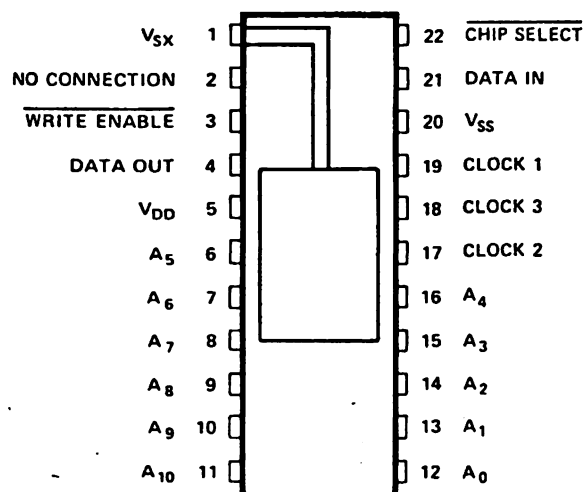 V_SX 1 22 CHIP SELECT
NO CONNECTION 2 21 DATA IN
WRITE ENABLE 3 20 V_SS
DATA OUT 4 19 CLOCK 1
V_DD 5 18 CLOCK 3
A_5 6 17 CLOCK 2
A_6 7 16 A_4
A_7 8 15 A_3
A_8 9 14 A_2
A_9 10 13 A_1
A_10 11 12 A_0